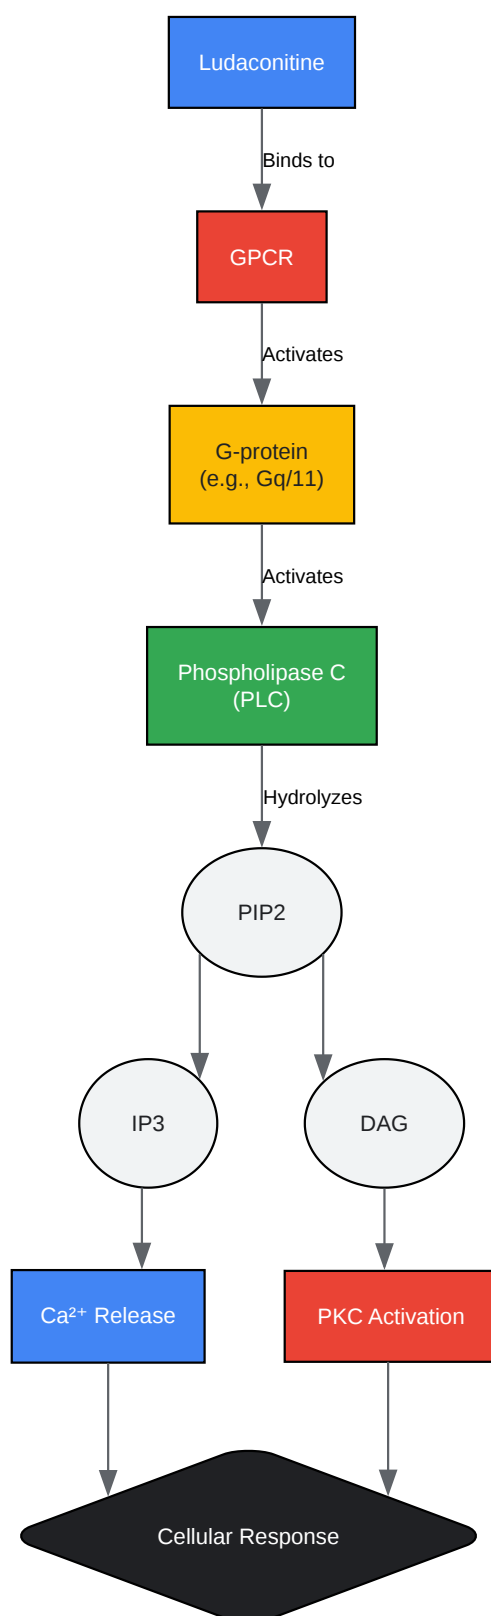 Ludaconitine
Binds to
GPCR
Activates
G-protein
(e.g., Gq/11)
Activates
Phospholipase C
(PLC)
Hydrolyzes
PIP2
IP3
DAG
Ca²⁺ Release
PKC Activation
Cellular Response